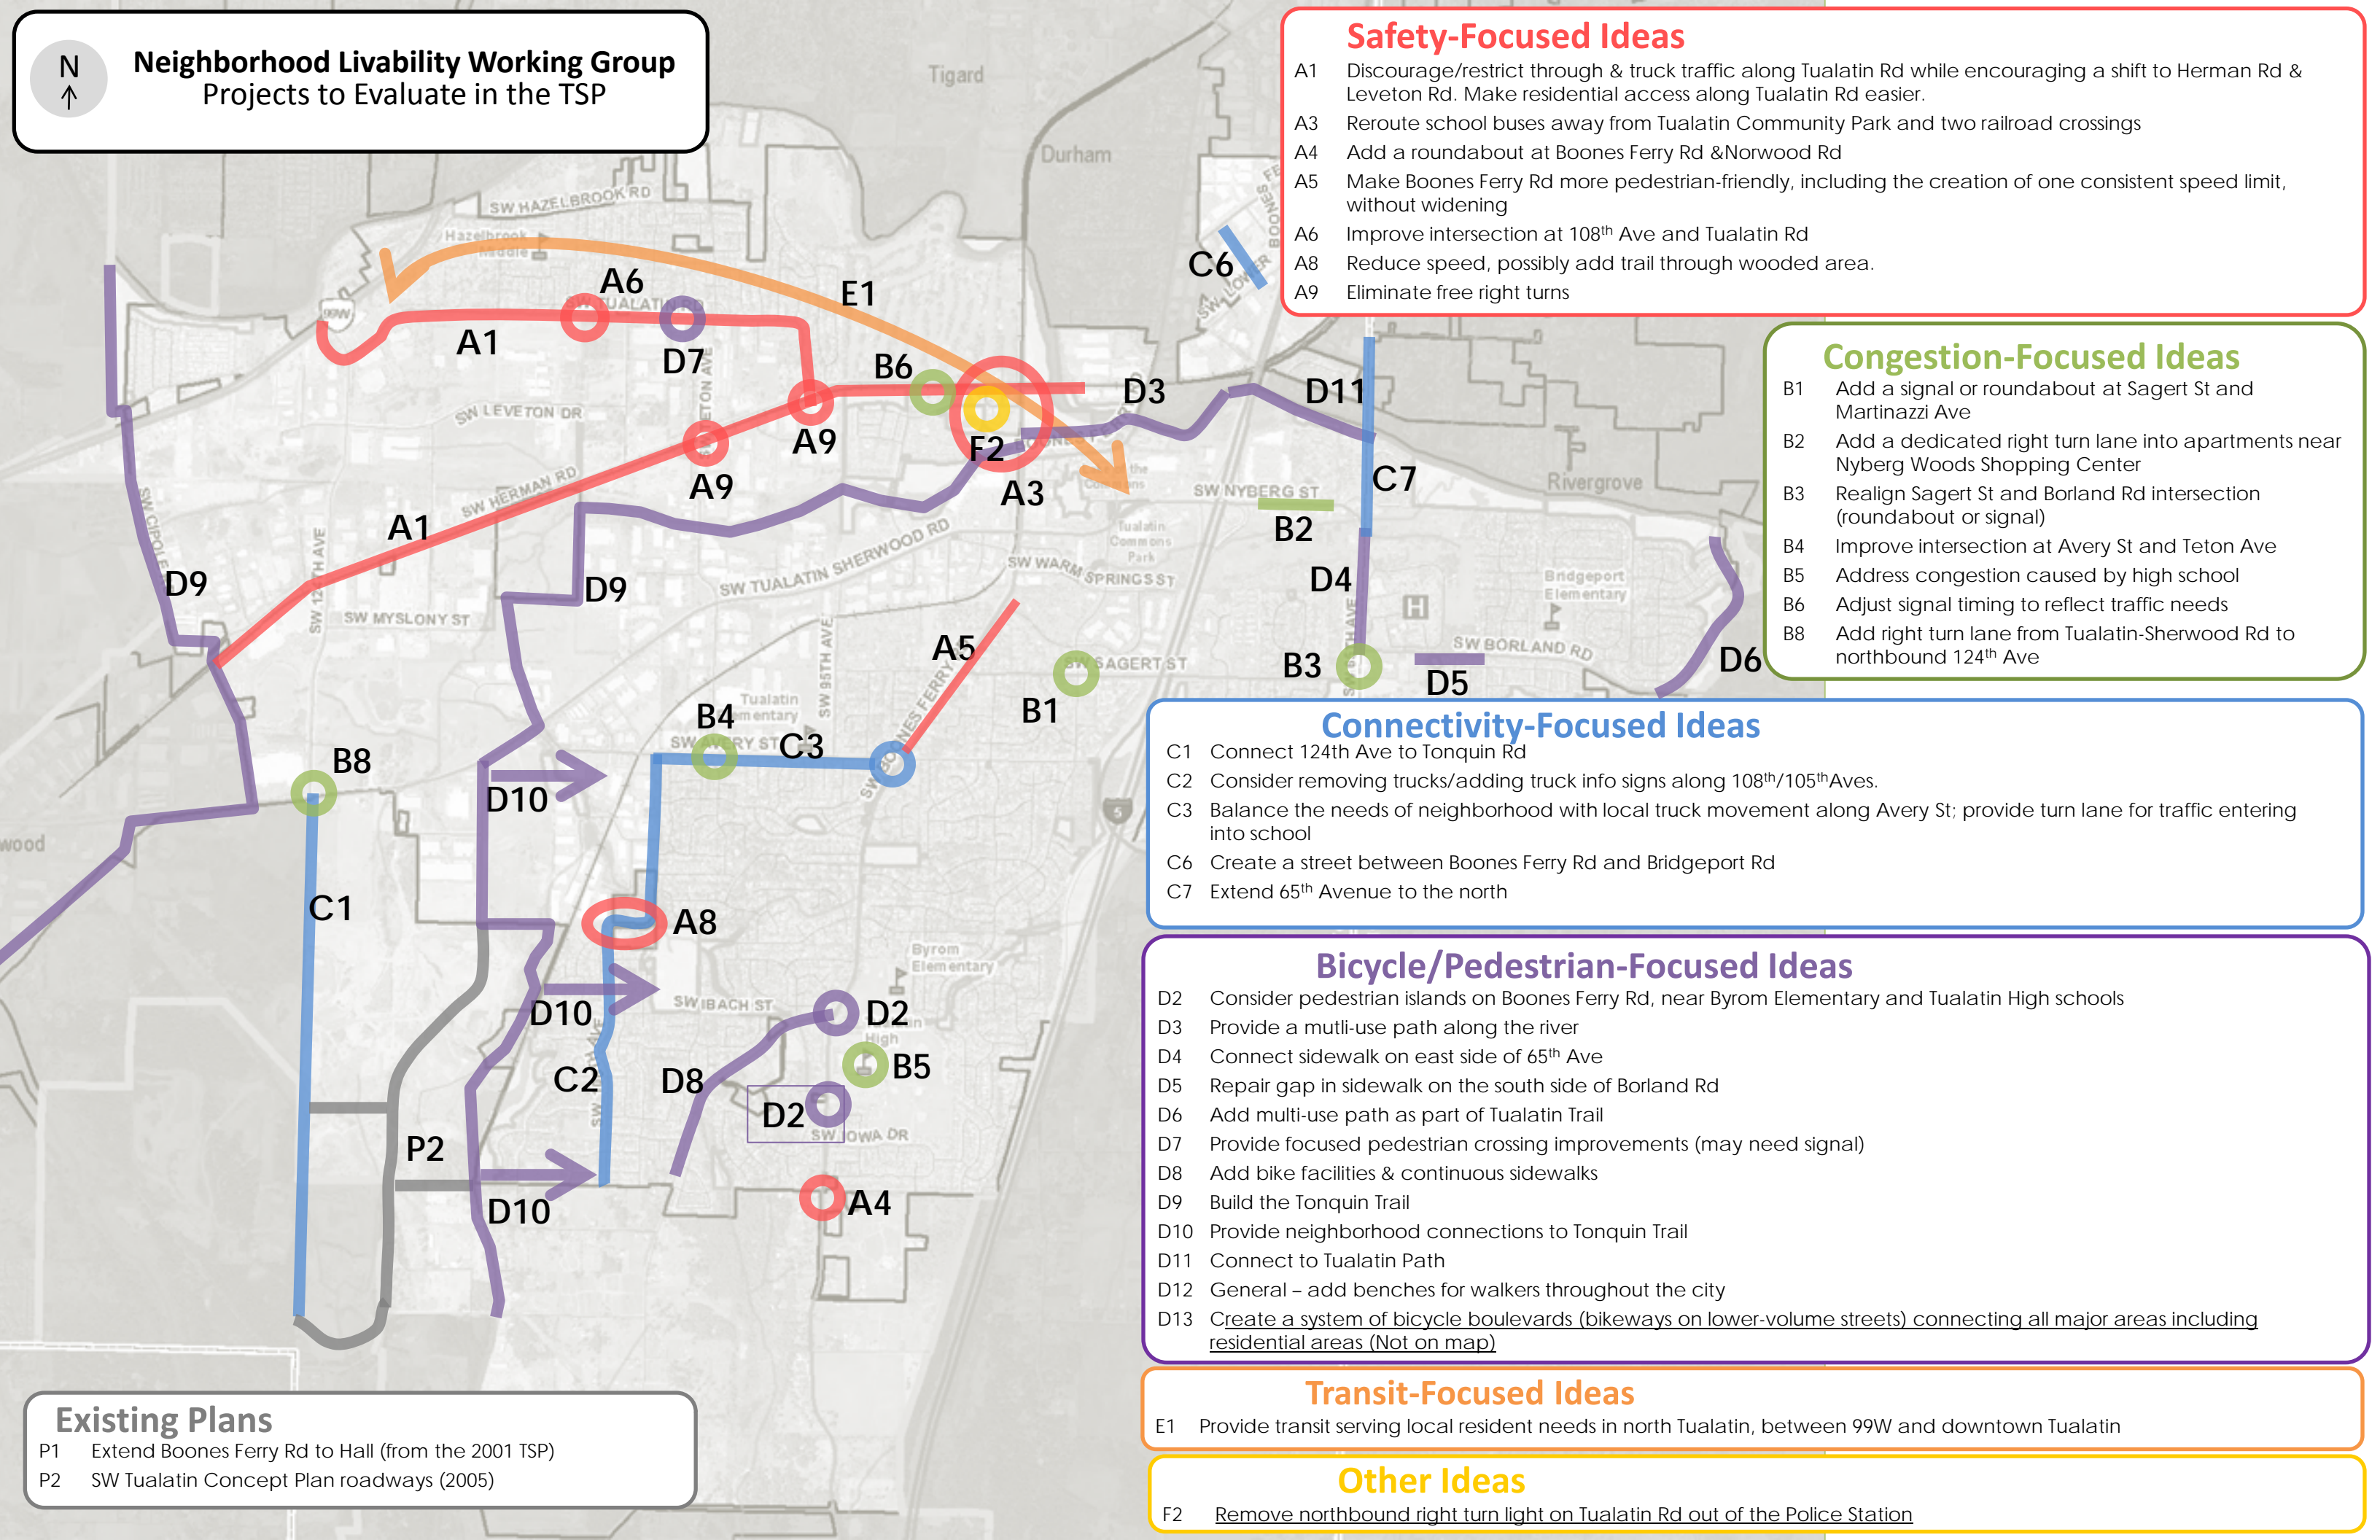 N
Neighborhood Livability Working Group
Projects to Evaluate in the TSP
Safety-Focused Ideas
A1 Discourage/restrict through & truck traffic along Tualatin Rd while encouraging a shift to Herman Rd &
Leveton Rd. Make residential access along Tualatin Rd easier.
A3 Reroute school buses away from Tualatin Community Park and two railroad crossings
A4 Add a roundabout at Boones Ferry Rd &Norwood Rd
A5 Make Boones Ferry Rd more pedestrian-friendly, including the creation of one consistent speed limit,
without widening
A6 Improve intersection at 108th Ave and Tualatin Rd
A8 Reduce speed, possibly add trail through wooded area.
A9 Eliminate free right turns
Congestion-Focused Ideas
B1 Add a signal or roundabout at Sagert St and
Martinazzi Ave
B2 Add a dedicated right turn lane into apartments near
Nyberg Woods Shopping Center
B3 Realign Sagert St and Borland Rd intersection
(roundabout or signal)
B4 Improve intersection at Avery St and Teton Ave
B5 Address congestion caused by high school
B6 Adjust signal timing to reflect traffic needs
B8 Add right turn lane from Tualatin-Sherwood Rd to
northbound 124th Ave
Connectivity-Focused Ideas
C1 Connect 124th Ave to Tonquin Rd
C2 Consider removing trucks/adding truck info signs along 108th/105thAves.
C3 Balance the needs of neighborhood with local truck movement along Avery St; provide turn lane for traffic entering
into school
C6 Create a street between Boones Ferry Rd and Bridgeport Rd
C7 Extend 65th Avenue to the north
Bicycle/Pedestrian-Focused Ideas
D2 Consider pedestrian islands on Boones Ferry Rd, near Byrom Elementary and Tualatin High schools
D3 Provide a mutli-use path along the river
D4 Connect sidewalk on east side of 65th Ave
D5 Repair gap in sidewalk on the south side of Borland Rd
D6 Add multi-use path as part of Tualatin Trail
D7 Provide focused pedestrian crossing improvements (may need signal)
D8 Add bike facilities & continuous sidewalks
D9 Build the Tonquin Trail
D10 Provide neighborhood connections to Tonquin Trail
D11 Connect to Tualatin Path
D12 General – add benches for walkers throughout the city
D13 Create a system of bicycle boulevards (bikeways on lower-volume streets) connecting all major areas including
residential areas (Not on map)
Transit-Focused Ideas
E1 Provide transit serving local resident needs in north Tualatin, between 99W and downtown Tualatin
Other Ideas
F2 Remove northbound right turn light on Tualatin Rd out of the Police Station
Existing Plans
P1 Extend Boones Ferry Rd to Hall (from the 2001 TSP)
P2 SW Tualatin Concept Plan roadways (2005)
Tigard
Durham
SW HAZELBROOK RD
Hazelbrook
Middle
C6
SW LOWER
A6
SW TUALATIN RD
E1
99W
A1
D7
B6
D3
D11
SW LEVETON DR
A9
F2
A9
A3
C7
SW NYBERG ST
Rivergrove
SW HERMAN RD
A1
B2
Tualatin
Commons
Park
SW TUALATIN SHERWOOD RD
SW WARM SPRINGS ST
D9
D9
D4
H
Bridgeport
Elementary
SW MYSLONY ST
SW 95TH AVE
A5
SW SAGERT ST
SW BORLAND RD
B3
D5
D6
B1
Tualatin
B4
SW AVERY ST
C3
B8
D10
5
wood
C1
A8
Byrom
Elementary
SW IBACH ST
D10
D2
High
C2
D8
B5
D2
SW IOWA DR
P2
D10
A4